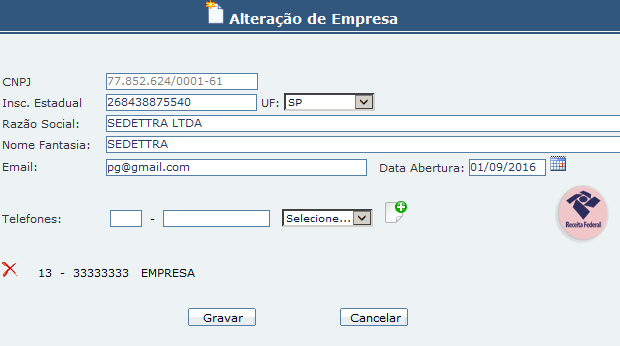 Alteração de Empresa
CNPJ 77.852.624/0001-61
Insc. Estadual 268438875540 UF: SP
Razão Social: SEDETTRA LTDA
Nome Fantasia: SEDETTRA
Email: pg@gmail.com Data Abertura: 01/09/2016
Telefones: - Selecione...
Receita Federal
13 - 33333333 EMPRESA
Gravar Cancelar